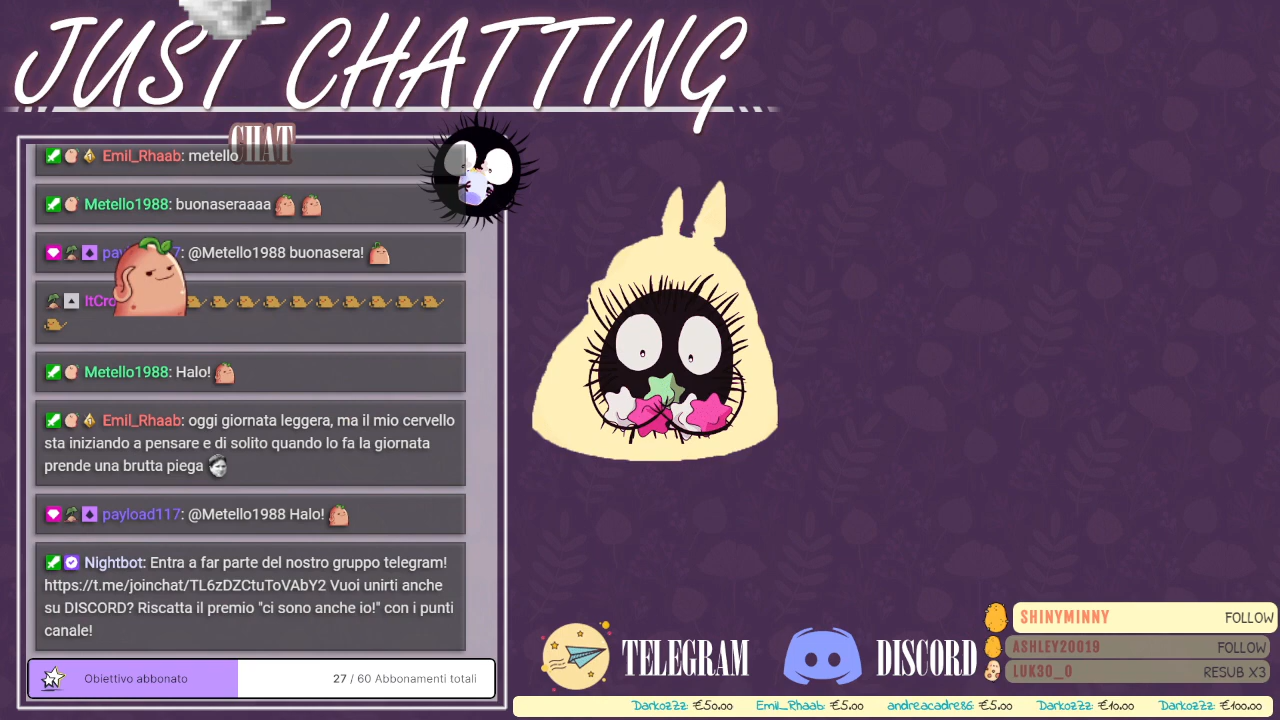 JUST CHATTING
CHAT
Emil_Rhaab: metello
Metello1988: buonaseraaaa
@Metello1988 buonasera!
Metello1988: Halo!
Emil_Rhaab: oggi giornata leggera, ma il mio cervello
sta iniziando a pensare e di solito quando lo fa la giornata
prende una brutta piega
payload117: @Metello1988 Halo!
Nightbot: Entra a far parte del nostro gruppo telegram!
https://t.me/joinchat/TL6zDZCtuToVAbY2 Vuoi unirti anche
su DISCORD? Riscatta il premio "ci sono anche io!" con i punti
canale!
Obiettivo abbonato 27 / 60 Abbonamenti totali
TELEGRAM DISCORD
SHINYMINNY FOLLOW
ASHLEY20019 FOLLOW
LUK30_0 RESUB X3
DarkozZz: €50.00 Emil_Rhaab: €5.00 andreacadre86: €5.00 DarkozZz: €10.00 DarkozZz: €100.00